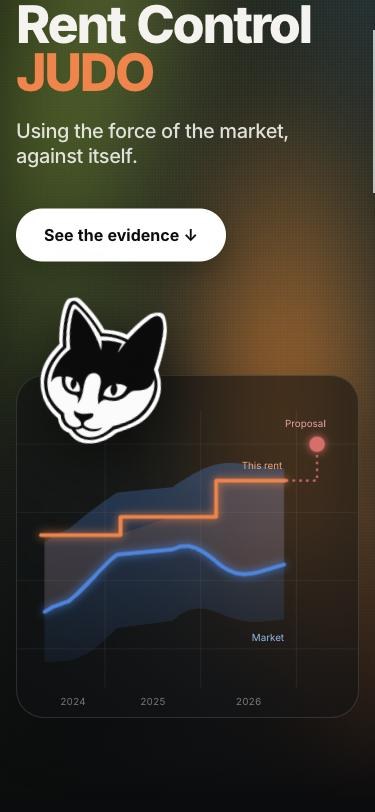 Rent Control
JUDO
Using the force of the market,
against itself.
See the evidence ↓
Proposal
This rent
Market
2024 2025 2026